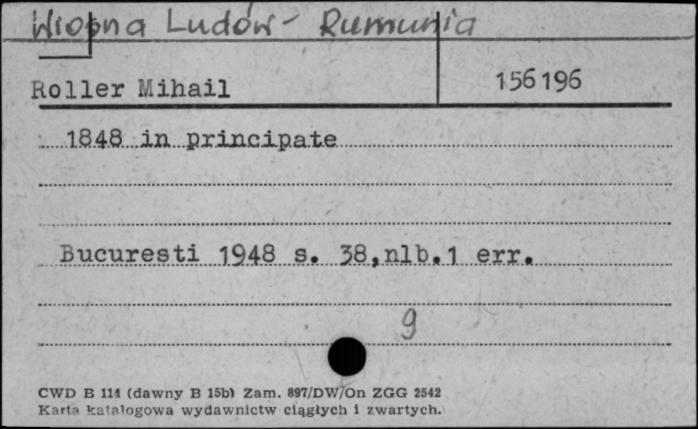 Wiosna Ludów - Rumunia
Roller Mihail
156196
1848 in principate
Bucuresti 1948 s. 38,nlb.1 err.
9
CWD B 114 (dawny B 15b) Zam. 897/DW/On ZGG 2542
Karta katalogowa wydawnictw ciągłych i zwartych.